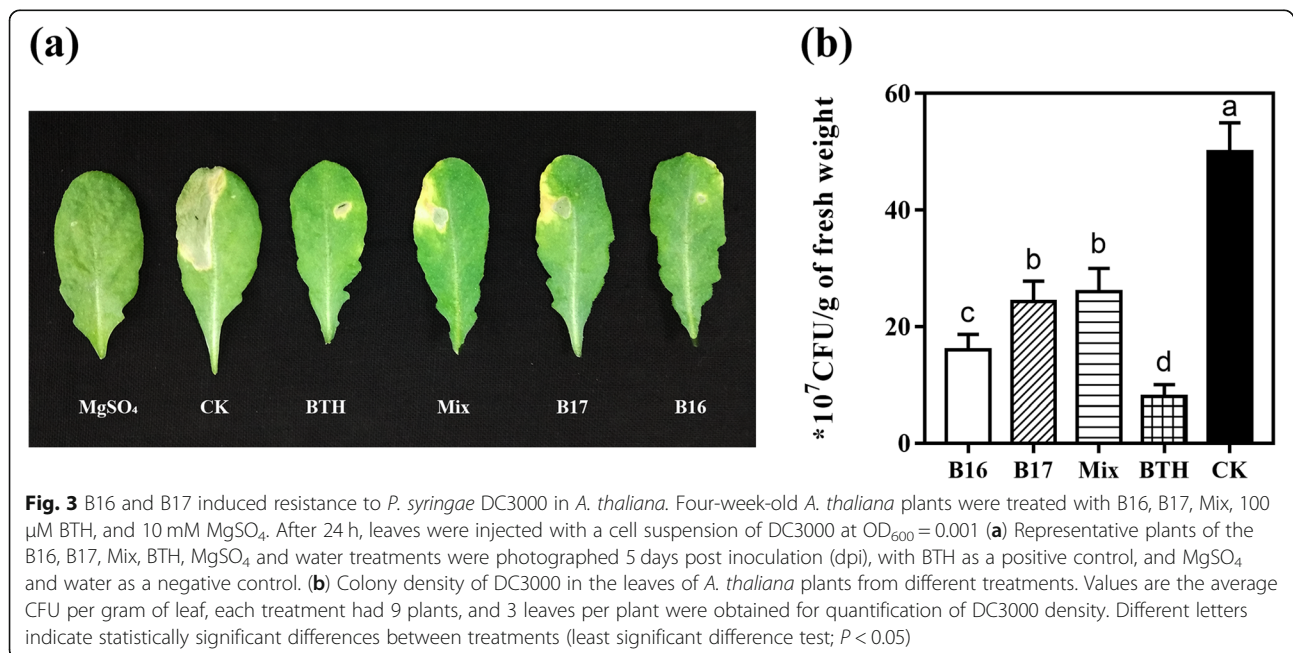 (a)
MgSO₄ CK BTH Mix B17 B16
(b)
*10⁷CFU/g of fresh weight
60
40
20
0
c
b
b
d
a
B16 B17 Mix BTH CK
Fig. 3 B16 and B17 induced resistance to P. syringae DC3000 in A. thaliana. Four-week-old A. thaliana plants were treated with B16, B17, Mix, 100
μM BTH, and 10 mM MgSO₄. After 24 h, leaves were injected with a cell suspension of DC3000 at OD₆₀₀ = 0.001 (a) Representative plants of the
B16, B17, Mix, BTH, MgSO₄ and water treatments were photographed 5 days post inoculation (dpi), with BTH as a positive control, and MgSO₄
and water as a negative control. (b) Colony density of DC3000 in the leaves of A. thaliana plants from different treatments. Values are the average
CFU per gram of leaf, each treatment had 9 plants, and 3 leaves per plant were obtained for quantification of DC3000 density. Different letters
indicate statistically significant differences between treatments (least significant difference test; P < 0.05)